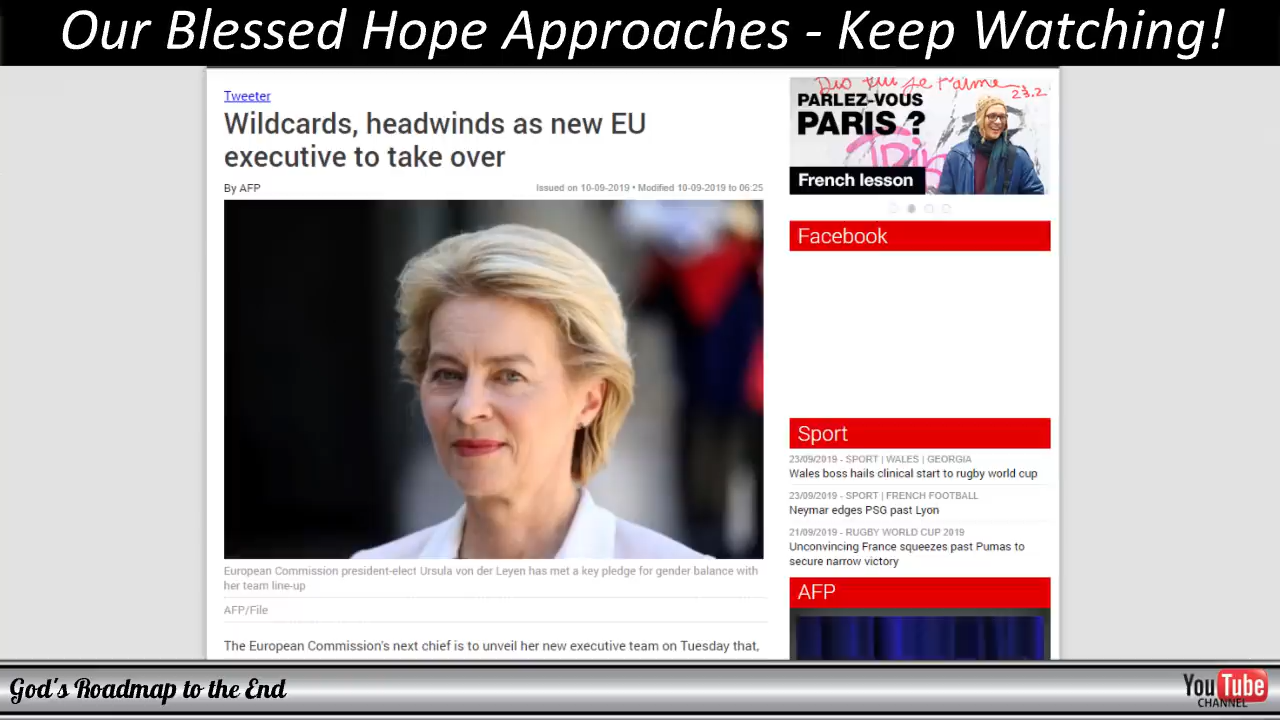 Our Blessed Hope Approaches - Keep Watching!
Tweeter
Wildcards, headwinds as new EU
executive to take over
By AFP
Issued on 10-09-2019 • Modified 10-09-2019 to 06:25
European Commission president-elect Ursula von der Leyen has met a key pledge for gender balance with
her team line-up
AFP/File
The European Commission's next chief is to unveil her new executive team on Tuesday that,
Dis lui je t'aime
23.2
PARLEZ-VOUS
PARIS ?
French lesson
Facebook
Sport
23/09/2019 - SPORT | WALES | GEORGIA
Wales boss hails clinical start to rugby world cup
23/09/2019 - SPORT | FRENCH FOOTBALL
Neymar edges PSG past Lyon
21/09/2019 - RUGBY WORLD CUP 2019
Unconvincing France squeezes past Pumas to
secure narrow victory
AFP
God's Roadmap to the End
YouTube
CHANNEL